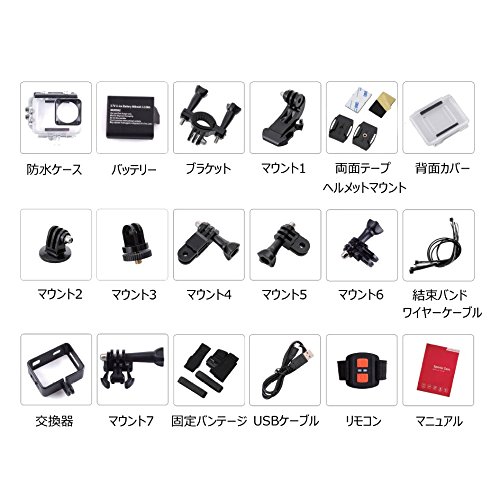 防水ケース
バッテリー
ブラケット
マウント1
両面テープ
ヘルメットマウント
背面カバー
マウント2
マウント3
マウント4
マウント5
マウント6
結束バンド
ワイヤーケーブル
交換器
マウント7
固定バンテージ
USBケーブル
リモコン
マニュアル